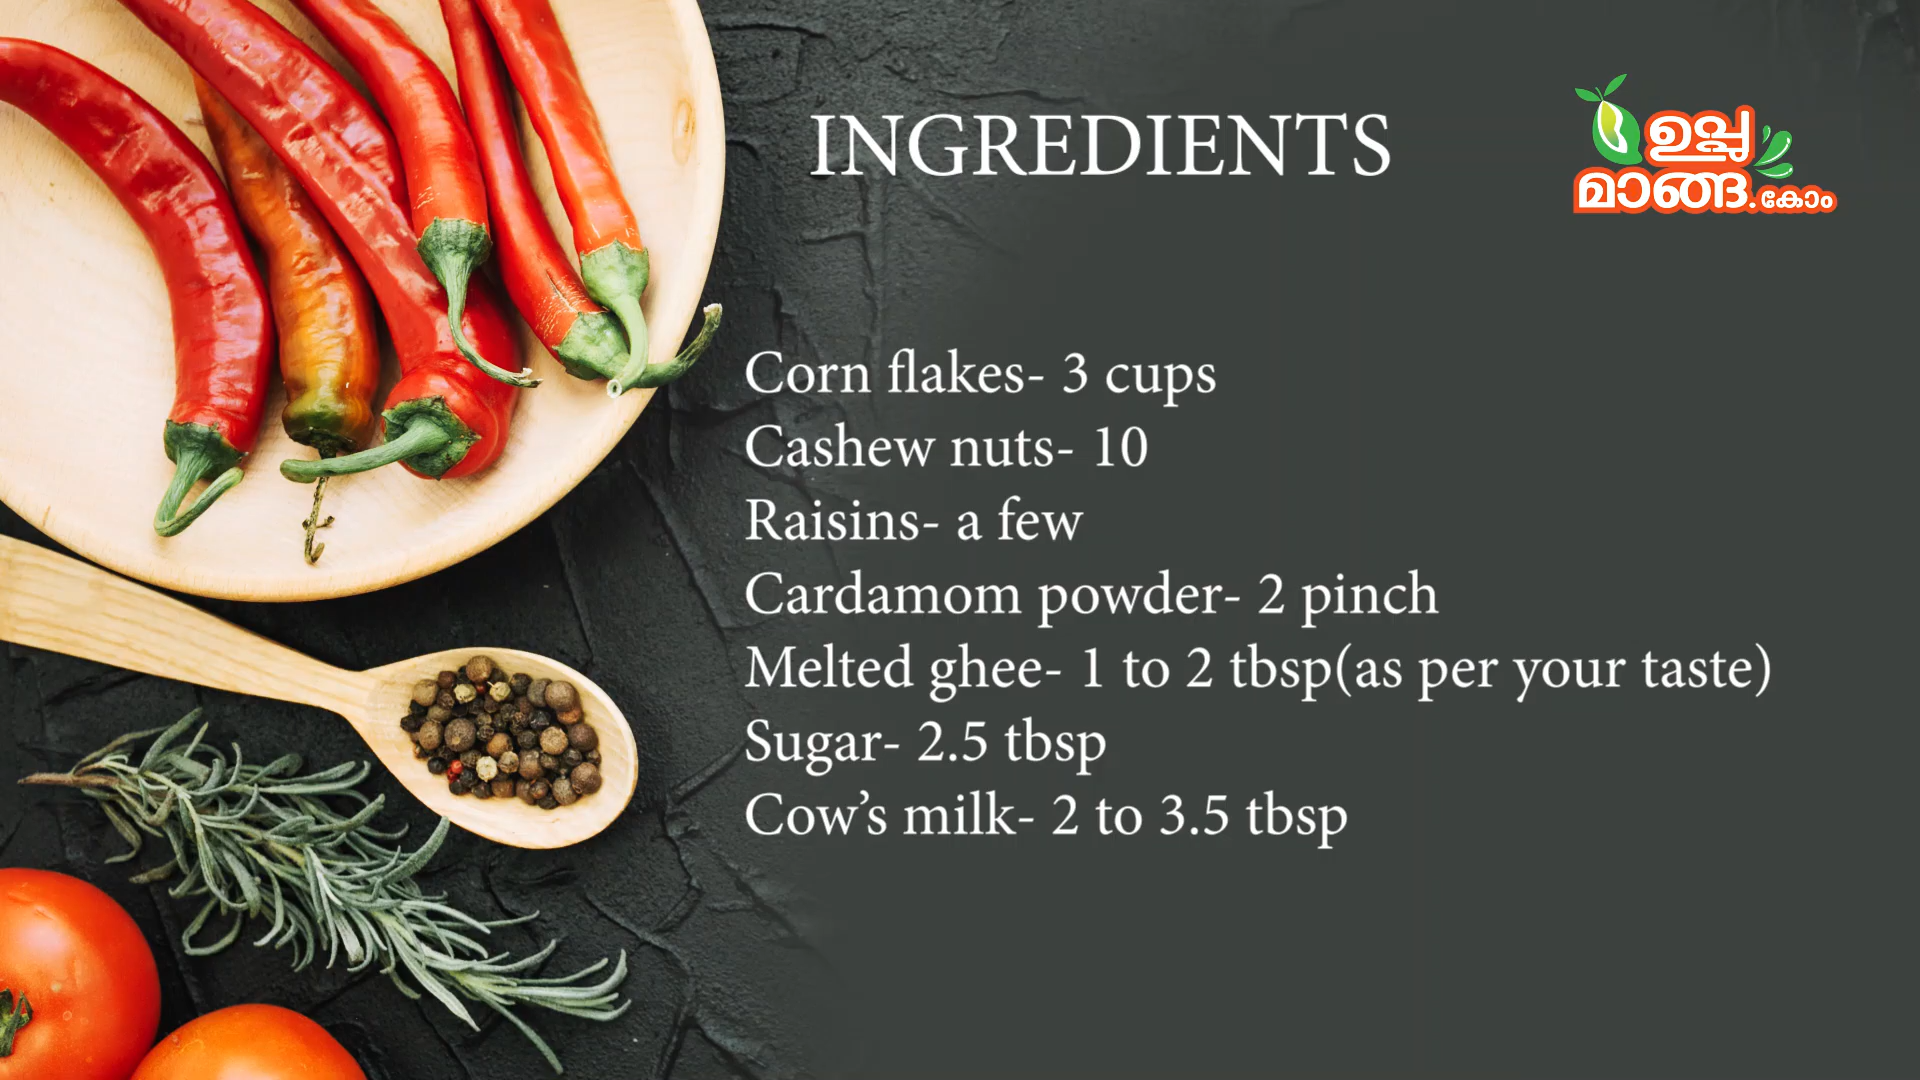 INGREDIENTS
ഉപ്പു
മാങ്ങ.കോം
Corn flakes- 3 cups
Cashew nuts- 10
Raisins- a few
Cardamom powder- 2 pinch
Melted ghee- 1 to 2 tbsp(as per your taste)
Sugar- 2.5 tbsp
Cow’s milk- 2 to 3.5 tbsp